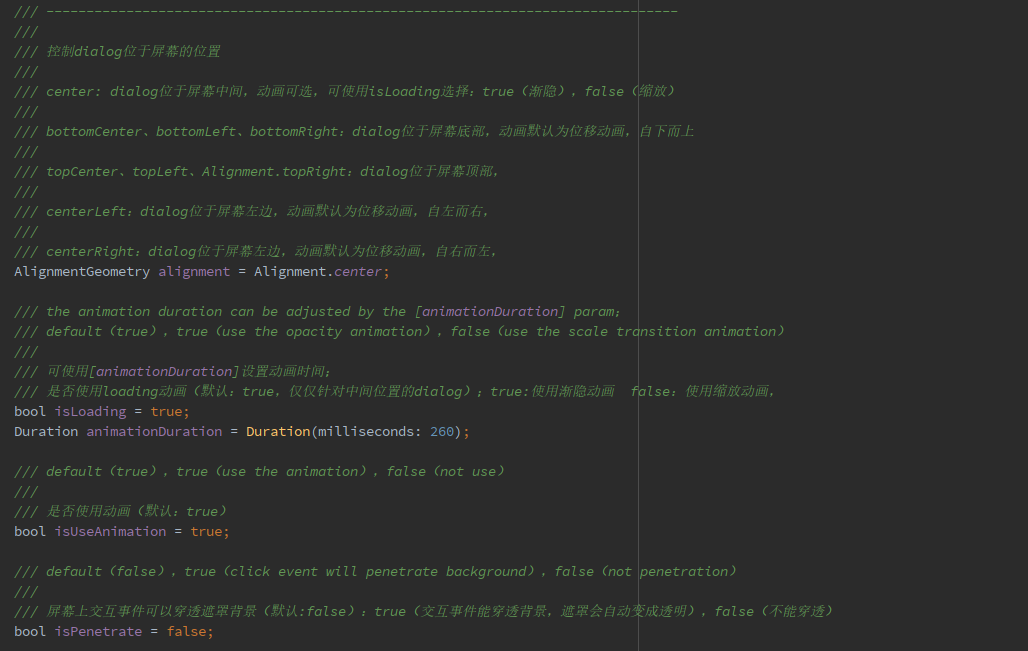 /// -------------------------------------------------------------------------------
///
/// 控制dialog位于屏幕的位置
///
/// center: dialog位于屏幕中间，动画可选，可使用isLoading选择：true（渐隐），false（缩放）
///
/// bottomCenter、bottomLeft、bottomRight：dialog位于屏幕底部，动画默认为位移动画，自下而上
///
/// topCenter、topLeft、Alignment.topRight：dialog位于屏幕顶部，
///
/// centerLeft：dialog位于屏幕左边，动画默认为位移动画，自左而右，
///
/// centerRight：dialog位于屏幕左边，动画默认为位移动画，自右而左，
AlignmentGeometry alignment = Alignment.center;
/// the animation duration can be adjusted by the [animationDuration] param；
/// default（true），true（use the opacity animation），false（use the scale transition animation）
///
/// 可使用[animationDuration]设置动画时间；
/// 是否使用loading动画（默认：true，仅仅针对中间位置的dialog）；true:使用渐隐动画  false：使用缩放动画，
bool isLoading = true;
Duration animationDuration = Duration(milliseconds: 260);
/// default（true），true（use the animation），false（not use）
///
/// 是否使用动画（默认：true）
bool isUseAnimation = true;
/// default（false），true（click event will penetrate background），false（not penetration）
///
/// 屏幕上交互事件可以穿透遮罩背景（默认:false）：true（交互事件能穿透背景，遮罩会自动变成透明），false（不能穿透）
bool isPenetrate = false;